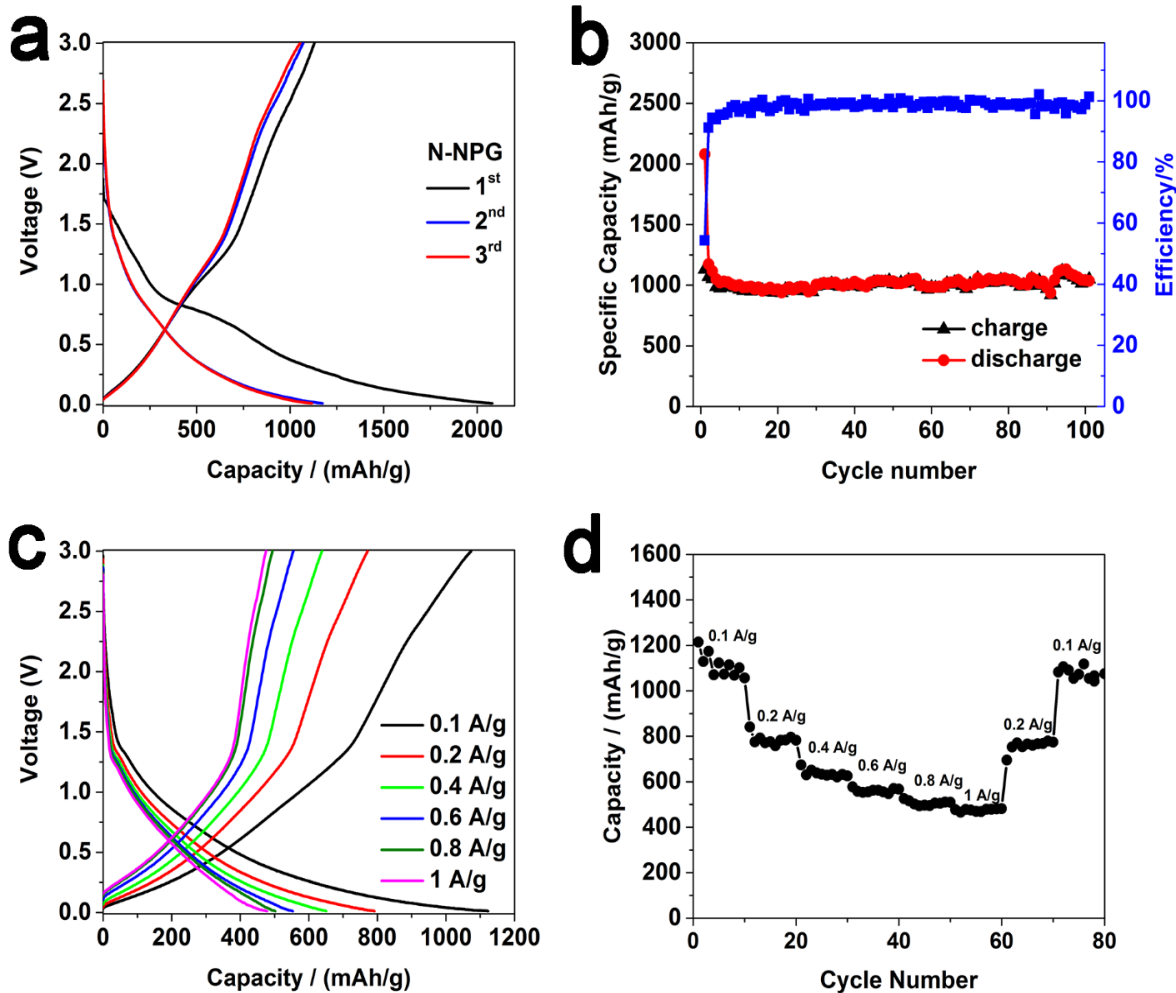 a
3.0
2.5
2.0
1.5
1.0
0.5
0.0
Voltage (V)
N-NPG
1st
2nd
3rd
0 500 1000 1500 2000
Capacity / (mAh/g)
b
3000
2500
2000
1500
1000
500
0
Specific Capacity (mAh/g)
100
80
60
40
20
0
Efficiency/%
charge
discharge
0 20 40 60 80 100
Cycle number
c
3.0
2.5
2.0
1.5
1.0
0.5
0.0
Voltage (V)
0.1 A/g
0.2 A/g
0.4 A/g
0.6 A/g
0.8 A/g
1 A/g
0 200 400 600 800 1000 1200
Capacity / (mAh/g)
d
1600
1400
1200
1000
800
600
400
200
0
Capacity / (mAh/g)
0.1 A/g
0.2 A/g
0.4 A/g
0.6 A/g
0.8 A/g
1 A/g
0.2 A/g
0.1 A/g
0 20 40 60 80
Cycle Number